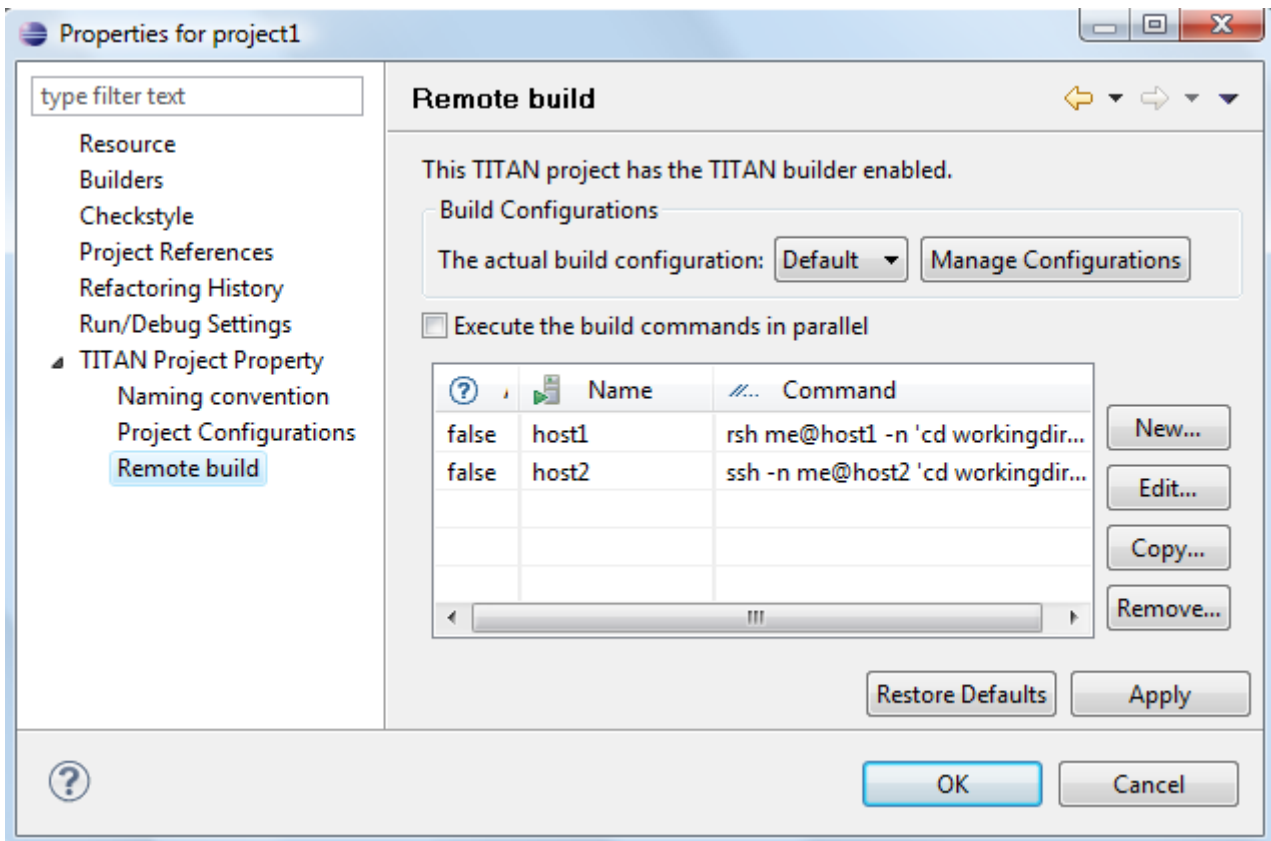 Properties for project1
type filter text
Resource
Builders
Checkstyle
Project References
Refactoring History
Run/Debug Settings
TITAN Project Property
Naming convention
Project Configurations
Remote build
Remote build
This TITAN project has the TITAN builder enabled.
Build Configurations
The actual build configuration: Default Manage Configurations
Execute the build commands in parallel
Name Command
false host1 rsh me@host1 -n 'cd workingdir...
false host2 ssh -n me@host2 'cd workingdir...
New...
Edit...
Copy...
Remove...
Restore Defaults Apply
OK Cancel